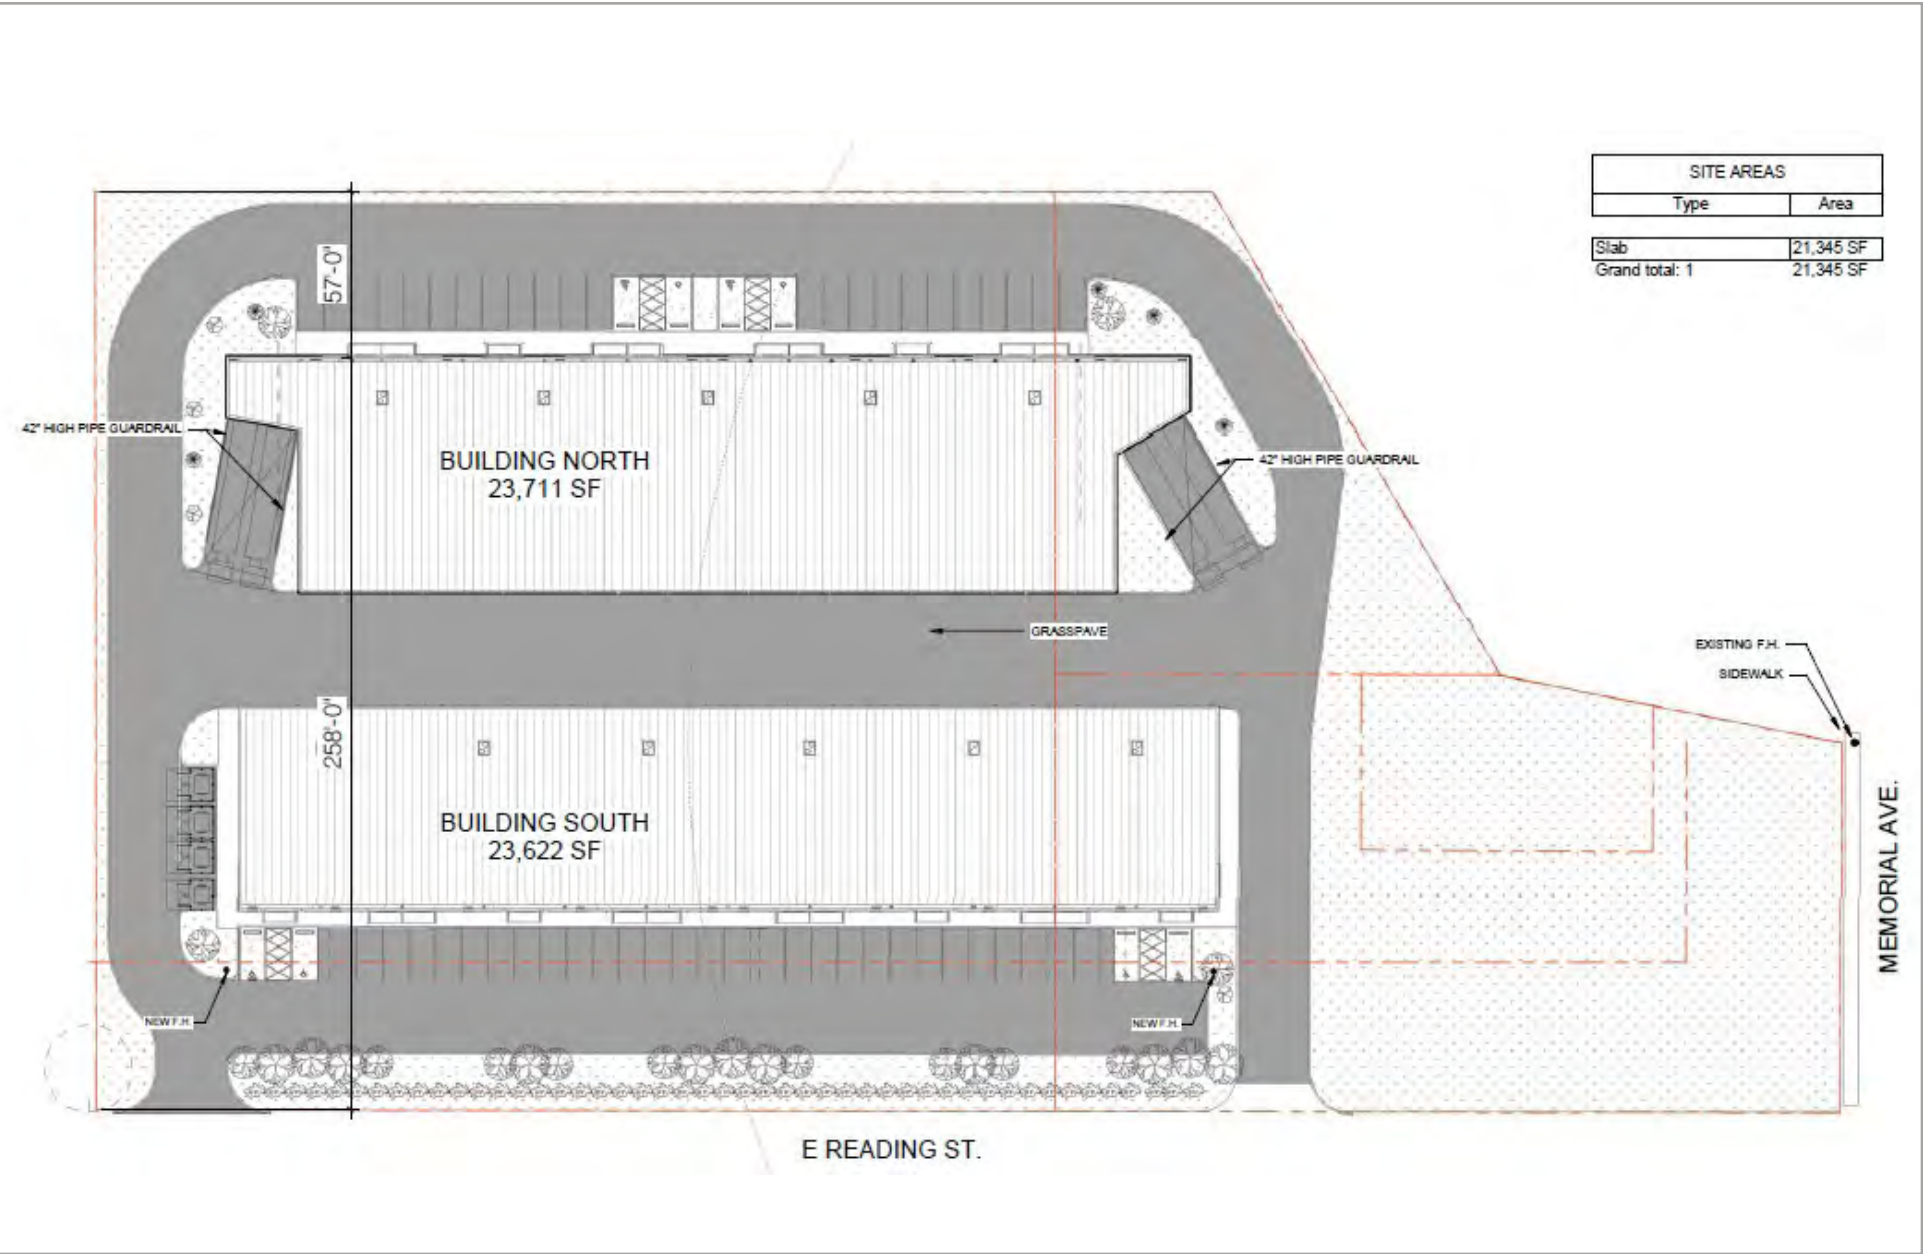 SITE AREAS
Type Area
Slab 21,345 SF
Grand total: 1 21,345 SF
57'-0"
42" HIGH PIPE GUARDRAIL
BUILDING NORTH
23,711 SF
42" HIGH PIPE GUARDRAIL
GRASSPAVE
EXISTING F.H.
SIDEWALK
258'-0"
BUILDING SOUTH
23,622 SF
MEMORIAL AVE.
NEW F.H.
NEW F.H.
E READING ST.